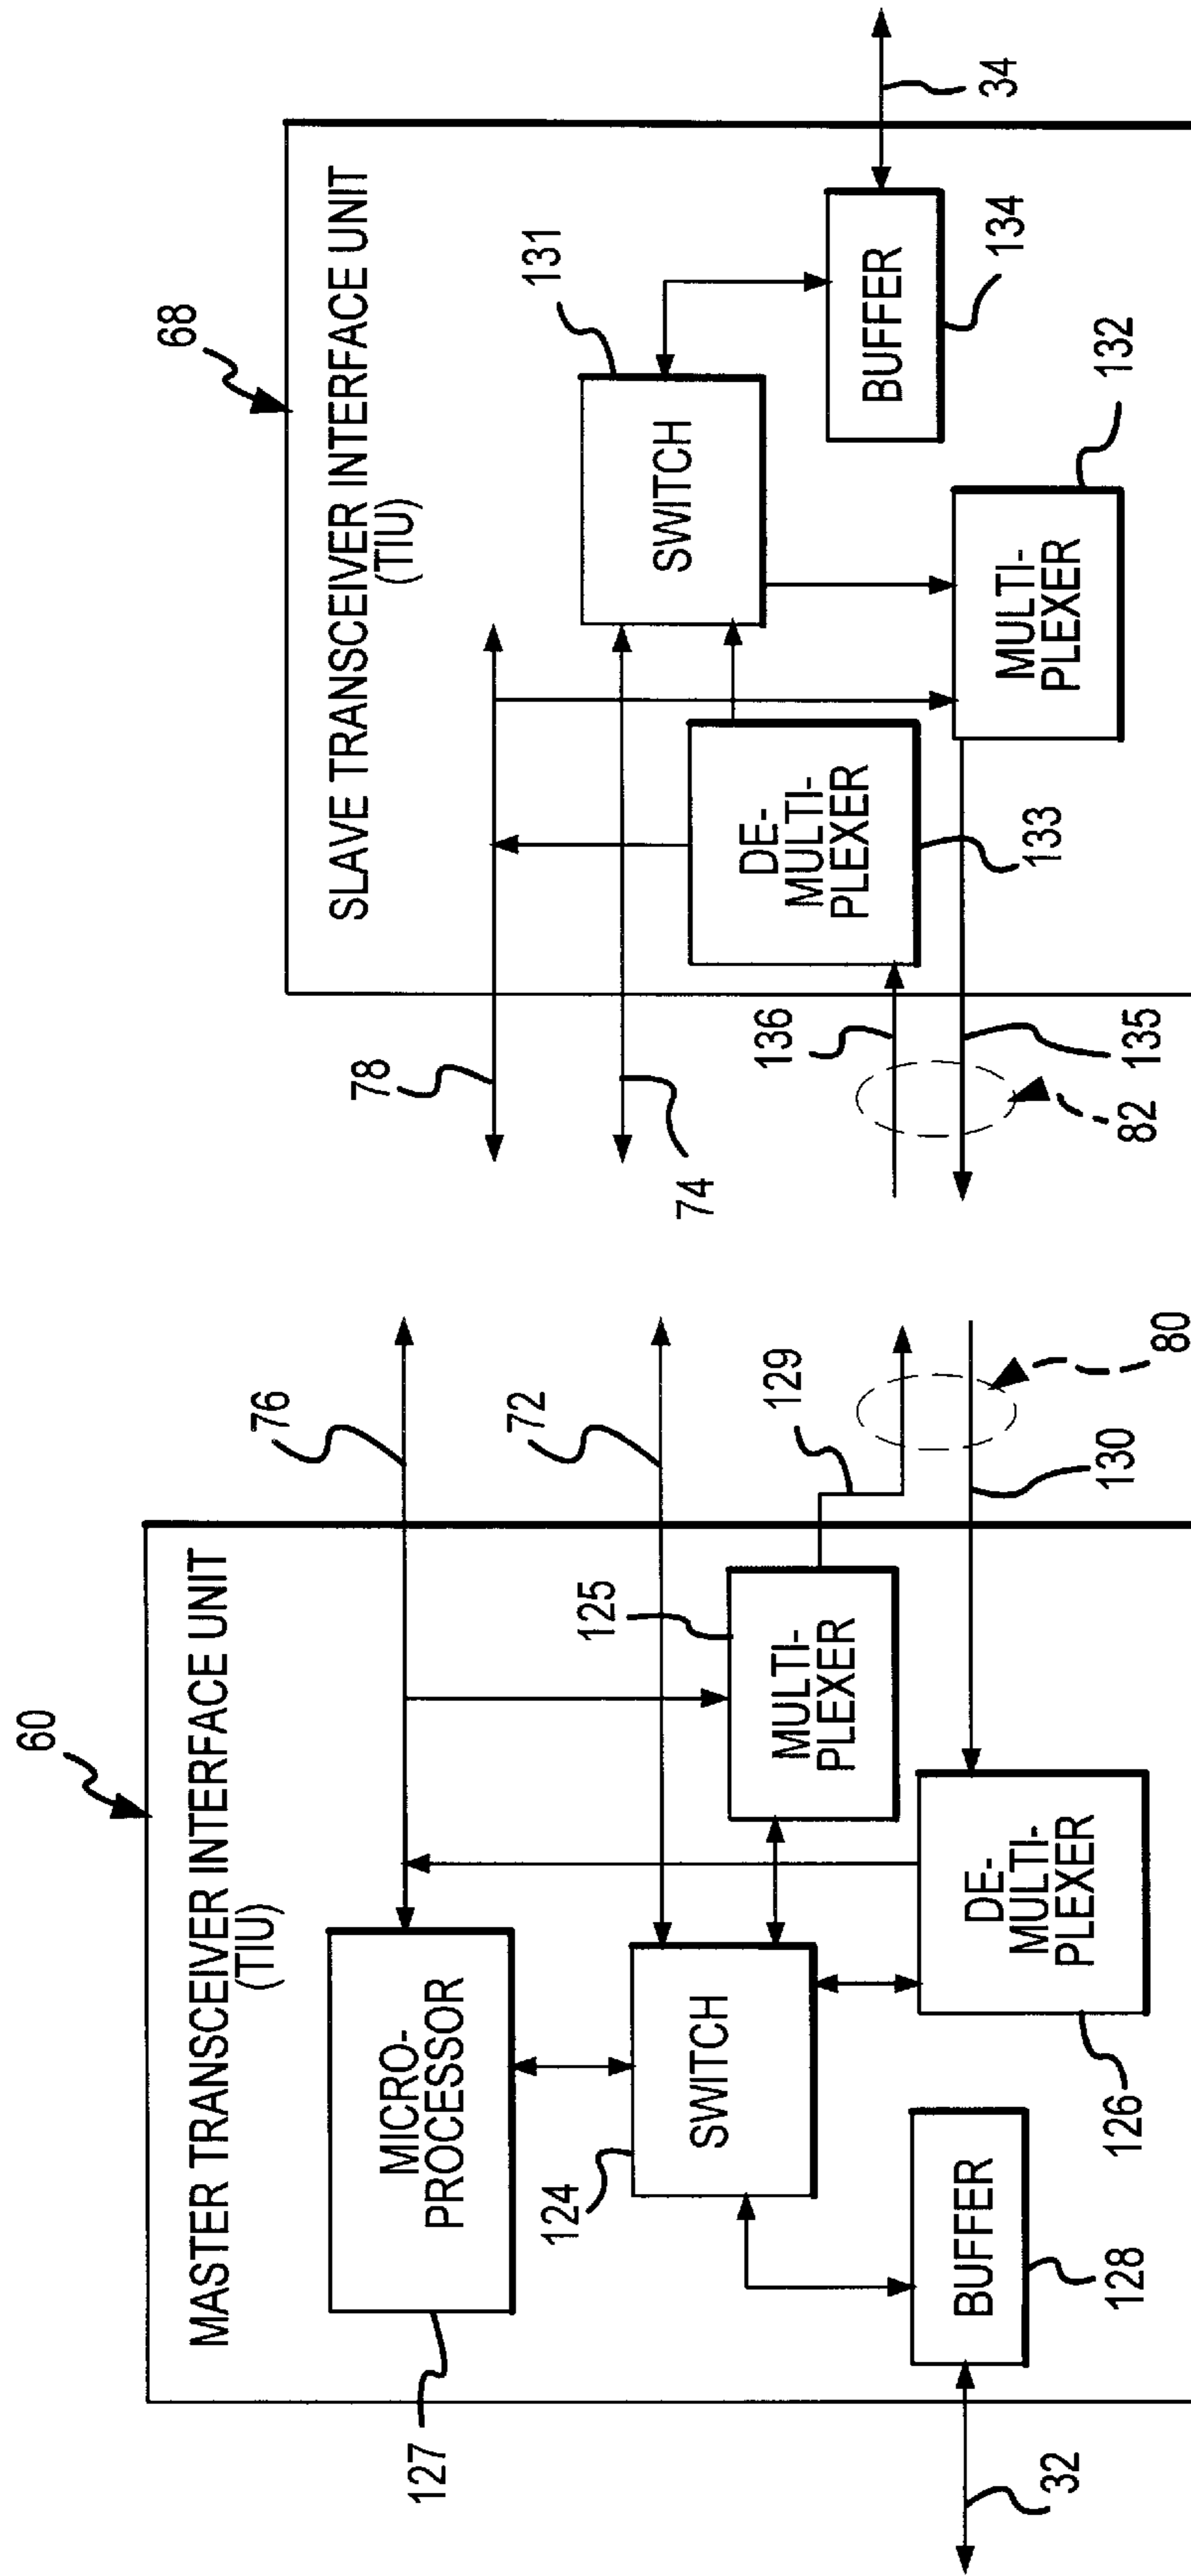 60
MASTER TRANSCEIVER INTERFACE UNIT
(TIU)
76
72
MICRO-
PROCESSOR
127
124
SWITCH
125
MULTI-
PLEXER
129
DE-
MULTI-
PLEXER
126
BUFFER
128
32
130
80
68
SLAVE TRANSCEIVER INTERFACE UNIT
(TIU)
78
74
131
SWITCH
DE-
MULTI-
PLEXER
133
136
135
82
MULTI-
PLEXER
132
BUFFER
134
34